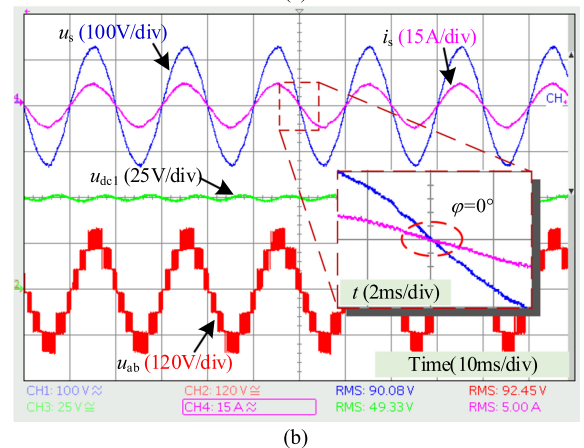 us (100V/div)
is (15A/div)
CH
udc1 (25V/div)
φ=0°
t (2ms/div)
uab (120V/div)
Time(10ms/div)
CH1: 100 V CH2: 120 V RMS: 90.08 V RMS: 92.45 V
CH3: 25 V CH4: 15 A RMS: 49.33 V RMS: 5.00 A
(b)